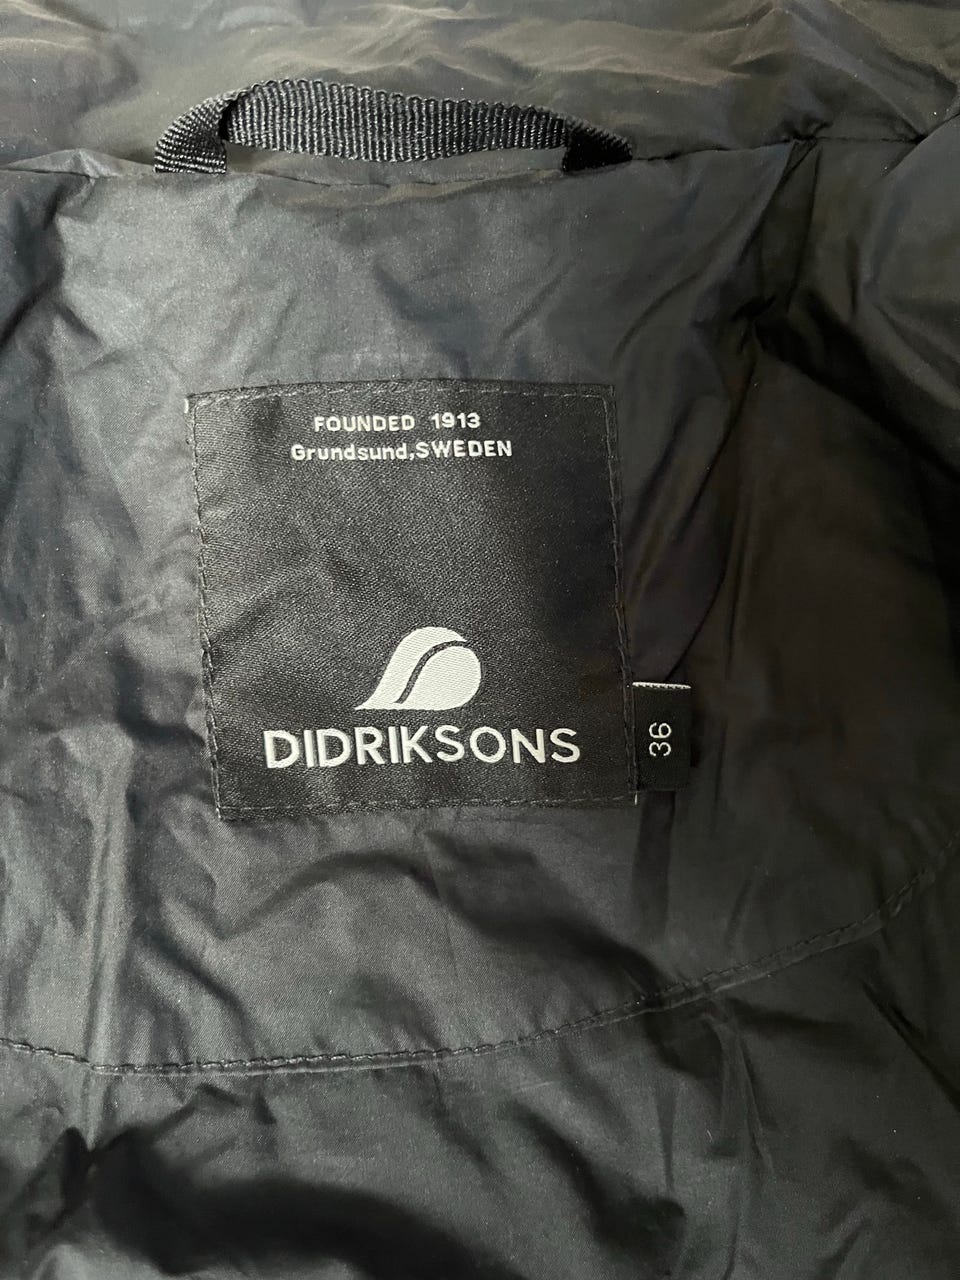 FOUNDED 1913
Grundsund,SWEDEN
DIDRIKSONS
36